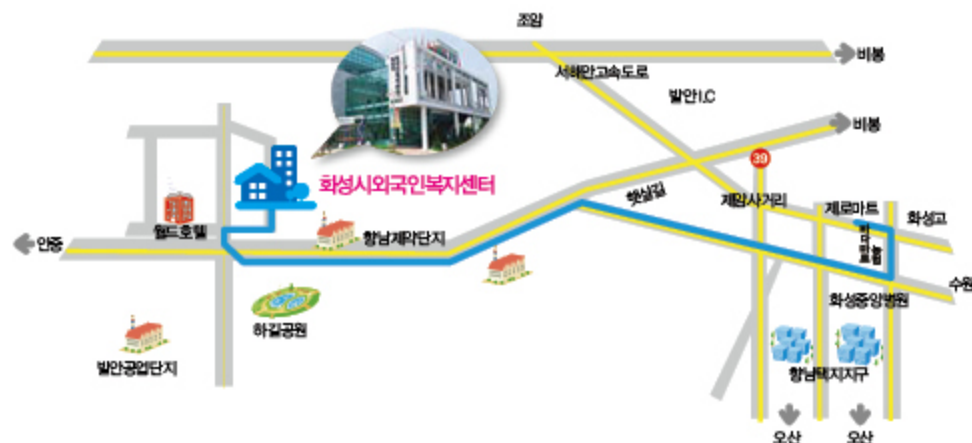 조암
비봉
서해안고속도로
발안I.C
비봉
39
화성시외국인복지센터
햇살길
제암사거리
제로마트
화성고
월드호텔
향남제약단지
안중
농협
수원
화성중앙병원
하길공원
발안공업단지
향남택지지구
오산
오산